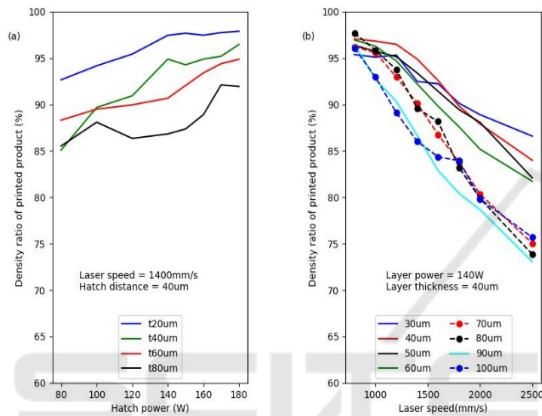 (a)
Density ratio of printed product (%)
100
95
90
85
80
75
70
65
60
Laser speed = 1400mm/s
Hatch distance = 40um
t20um
t40um
t60um
t80um
80
100
120
140
160
180
Hatch power (W)
(b)
Density ratio of printed product (%)
100
95
90
85
80
75
70
65
60
Layer power = 140W
Layer thickness = 40um
30um
40um
50um
60um
70um
80um
90um
100um
1000
1500
2000
2500
Laser speed(mm/s)